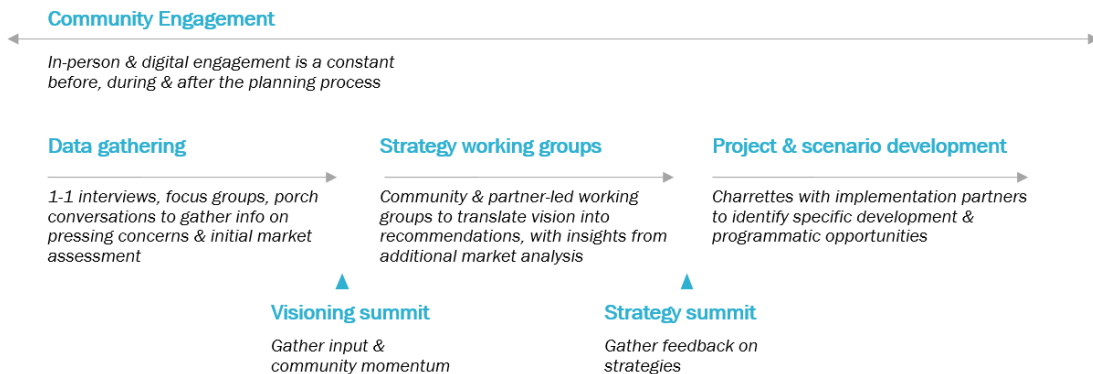 Community Engagement
In-person & digital engagement is a constant
before, during & after the planning process
Data gathering
1-1 interviews, focus groups, porch
conversations to gather info on
pressing concerns & initial market
assessment
Strategy working groups
Community & partner-led working
groups to translate vision into
recommendations, with insights from
additional market analysis
Project & scenario development
Charrettes with implementation partners
to identify specific development &
programmatic opportunities
Visioning summit
Gather input &
community momentum
Strategy summit
Gather feedback on
strategies